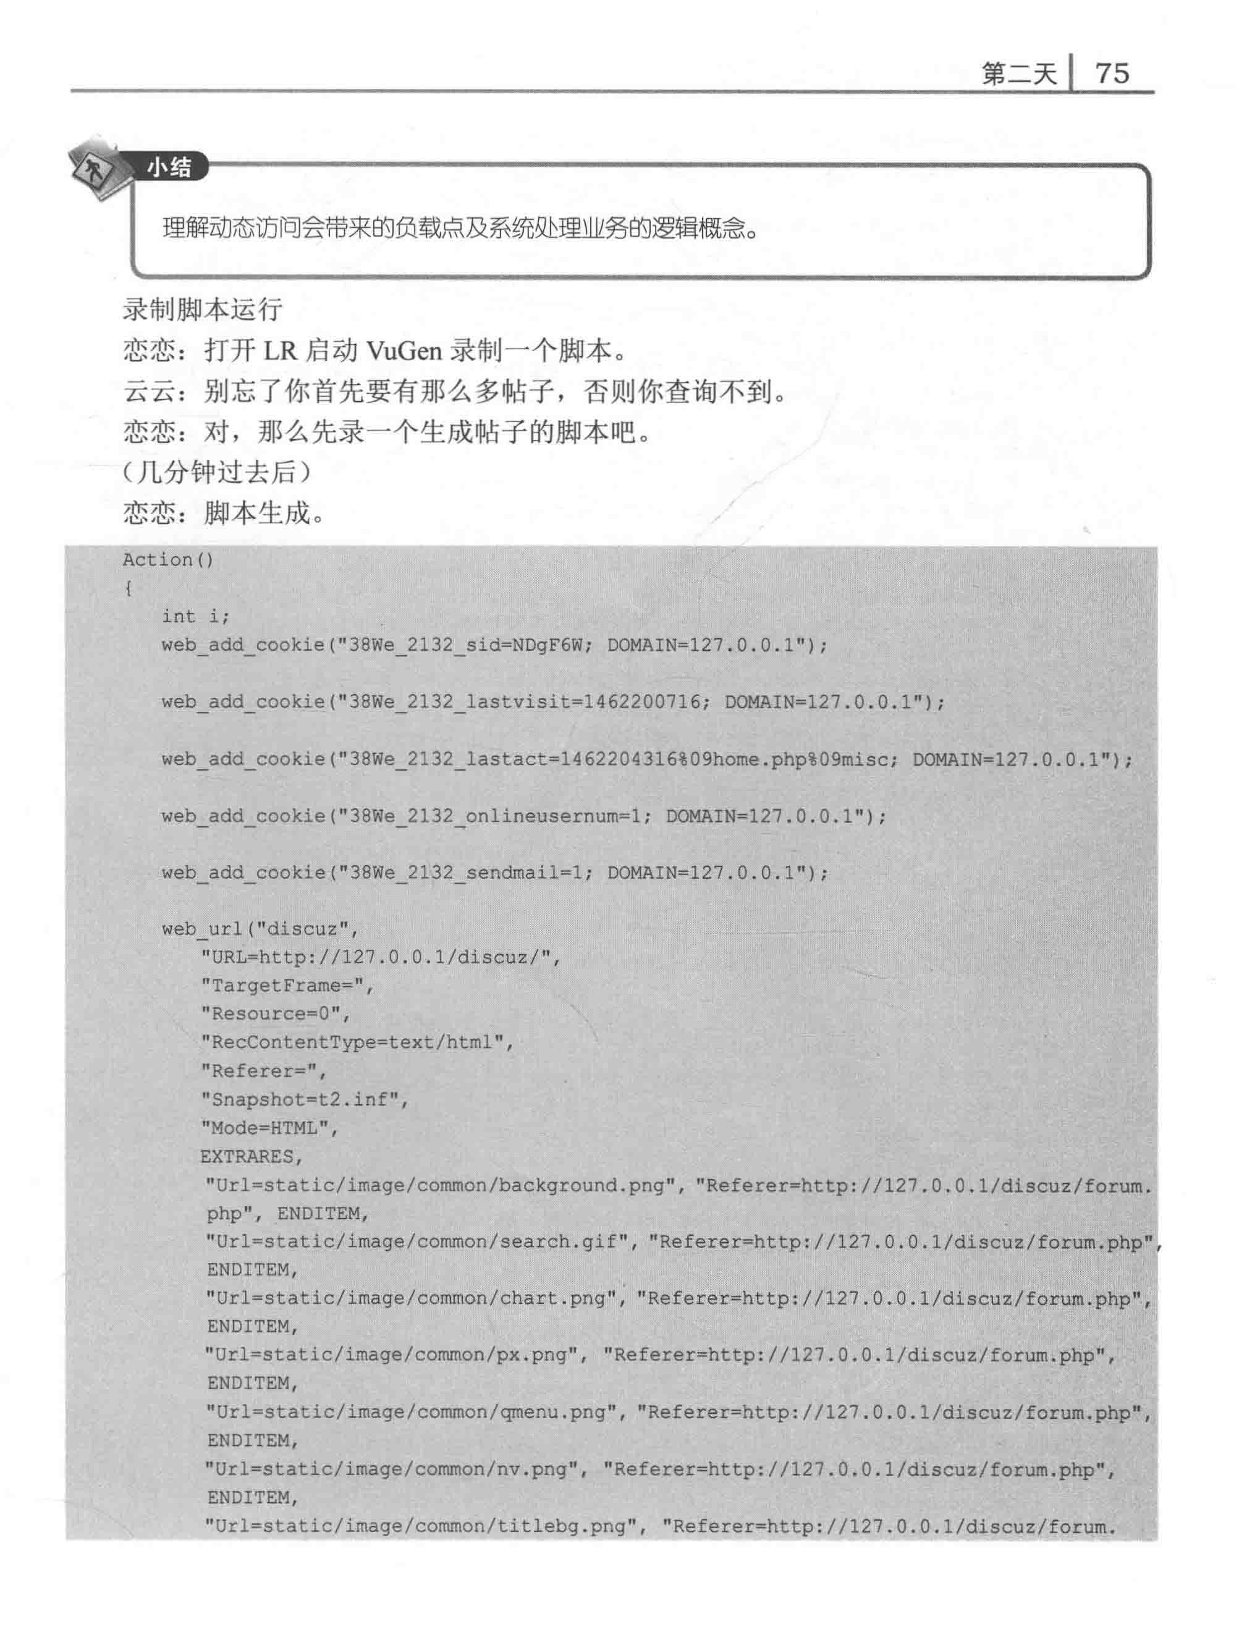 第二天 75
小结
理解动态访问会带来的负载点及系统处理业务的逻辑概念。
录制脚本运行
恋恋：打开 LR 启动 VuGen 录制一个脚本。
云云：别忘了你首先要有那么多帖子，否则你查询不到。
恋恋：对，那么先录一个生成帖子的脚本吧。
（几分钟过去后）
恋恋：脚本生成。
Action()
{
int i;
web_add_cookie("38We_2132_sid=NDgF6W; DOMAIN=127.0.0.1");
web_add_cookie("38We_2132_lastvisit=1462200716; DOMAIN=127.0.0.1");
web_add_cookie("38We_2132_lastact=1462204316%09home.php%09misc; DOMAIN=127.0.0.1");
web_add_cookie("38We_2132_onlineusernum=1; DOMAIN=127.0.0.1");
web_add_cookie("38We_2132_sendmail=1; DOMAIN=127.0.0.1");
web_url("discuz",
"URL=http://127.0.0.1/discuz/",
"TargetFrame=",
"Resource=0",
"RecContentType=text/html",
"Referer=",
"Snapshot=t2.inf",
"Mode=HTML",
EXTRARES,
"Url=static/image/common/background.png", "Referer=http://127.0.0.1/discuz/forum.
php", ENDITEM,
"Url=static/image/common/search.gif", "Referer=http://127.0.0.1/discuz/forum.php",
ENDITEM,
"Url=static/image/common/chart.png", "Referer=http://127.0.0.1/discuz/forum.php",
ENDITEM,
"Url=static/image/common/px.png", "Referer=http://127.0.0.1/discuz/forum.php",
ENDITEM,
"Url=static/image/common/qmenu.png", "Referer=http://127.0.0.1/discuz/forum.php",
ENDITEM,
"Url=static/image/common/nv.png", "Referer=http://127.0.0.1/discuz/forum.php",
ENDITEM,
"Url=static/image/common/titlebg.png", "Referer=http://127.0.0.1/discuz/forum.